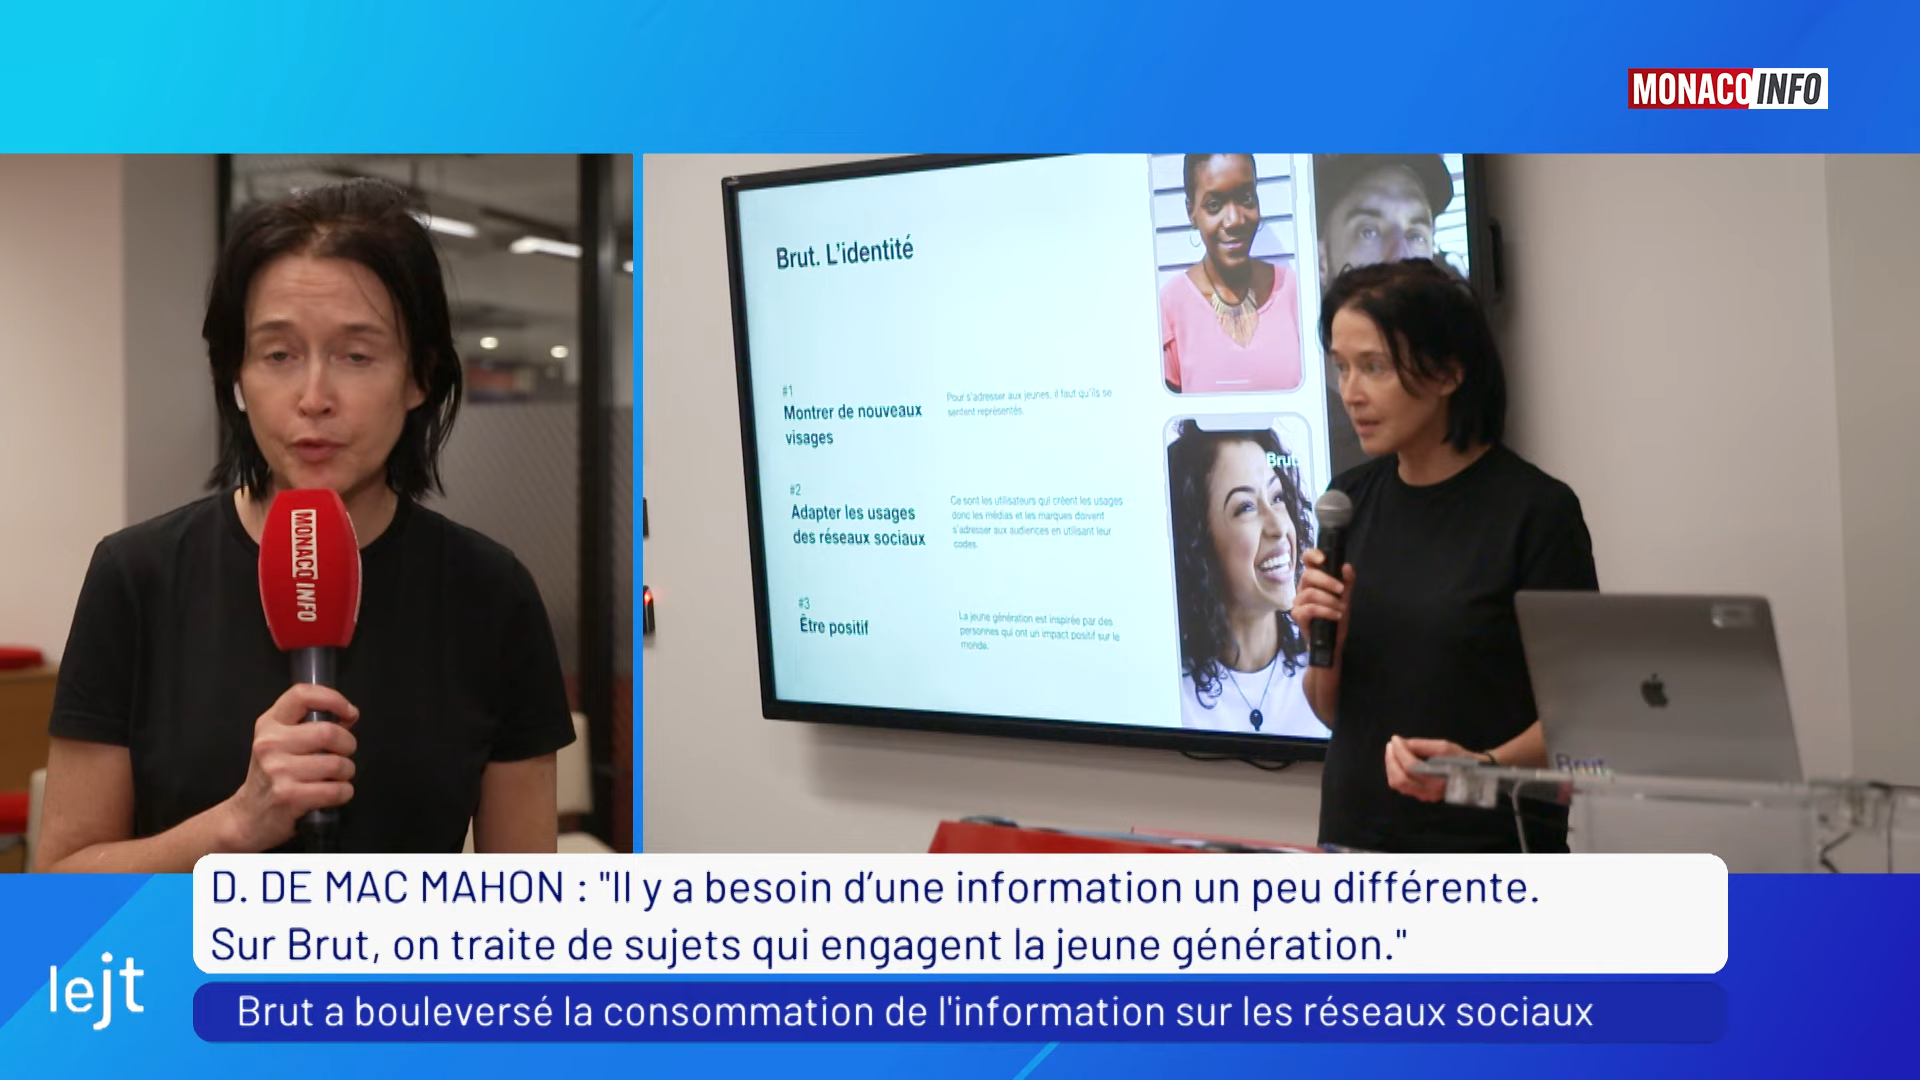 MONACOINFO
Brut. L'identité
#1
Montrer de nouveaux
visages
Pour s'adresser aux jeunes, il faut qu'ils se
sentent représentés.
#2
Adapter les usages
des réseaux sociaux
Ce sont les utilisateurs qui créent les usages
donc les médias et les marques doivent
s'adresser aux audiences en utilisant leur
codes.
#3
Être positif
La jeune génération est inspirée par des
personnes qui ont un impact positif sur le
monde.
Brut.
MONACO INFO
Brut.
D. DE MAC MAHON : "Il y a besoin d’une information un peu différente.
Sur Brut, on traite de sujets qui engagent la jeune génération."
lejt
Brut a bouleversé la consommation de l'information sur les réseaux sociaux